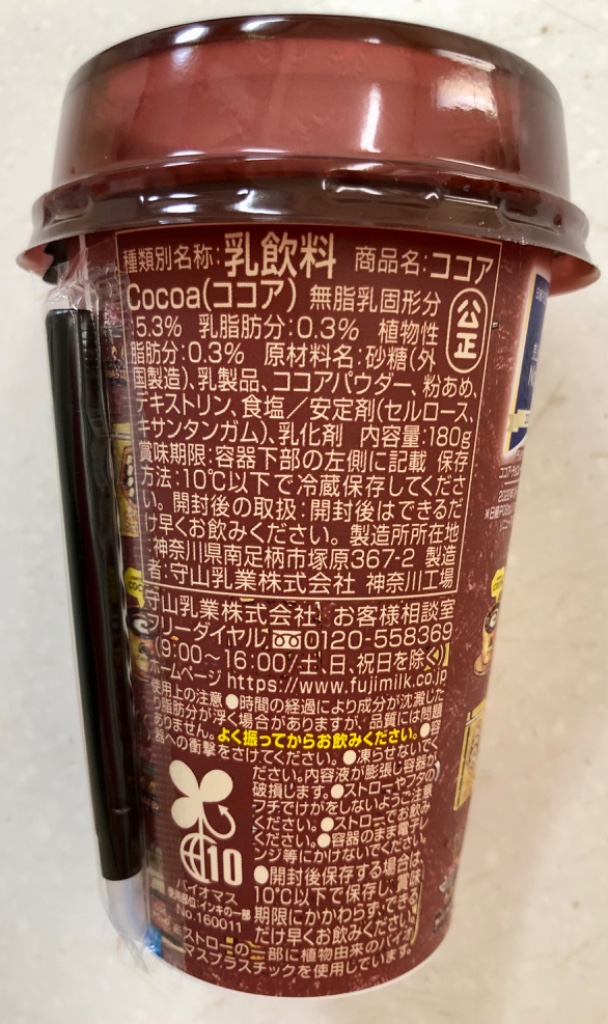 種類別名称:乳飲料 商品名:ココア
Cocoa(ココア) 無脂乳固形分
公正
:5.3% 乳脂肪分:0.3% 植物性
脂肪分:0.3% 原材料名:砂糖(外
国製造)、乳製品、ココアパウダー、粉あめ、
デキストリン、食塩/安定剤(セルロース、
キサンタンガム)、乳化剤 内容量:180g
賞味期限:容器下部の左側に記載 保存
方法:10℃以下で冷蔵保存してくださ
い。開封後の取扱:開封後はできるだ
け早くお飲みください。製造所所在地
:神奈川県南足柄市塚原367-2 製造
者:守山乳業株式会社 神奈川工場
守山乳業株式会社 お客様相談室
フリーダイヤル 0120-558369
(9:00〜16:00/土、日、祝日を除く)
ホームページ https://www.fujimilk.co.jp
使用上の注意 ●時間の経過により成分が沈澱した
り脂肪分が浮く場合がありますが、品質には問題
ありません。よく振ってからお飲みください。●容
器への衝撃をさけてください。●凍らせないでく
ださい。内容液が膨張し容器が
破損します。●ストローやフタの
フチでけがをしないようご注意
ください。●ストローでお飲み
ください。●容器のまま電子レ
ンジ等にかけないでください。
●開封後保存する場合は、
10℃以下で保存し、賞味
期限にかかわらず、できる
だけ早くお飲みください。
10
バイオマス
使用部位:インキの一部
No.160011
ストローの一部に植物由来のバイオ
マスプラスチックを使用しています。